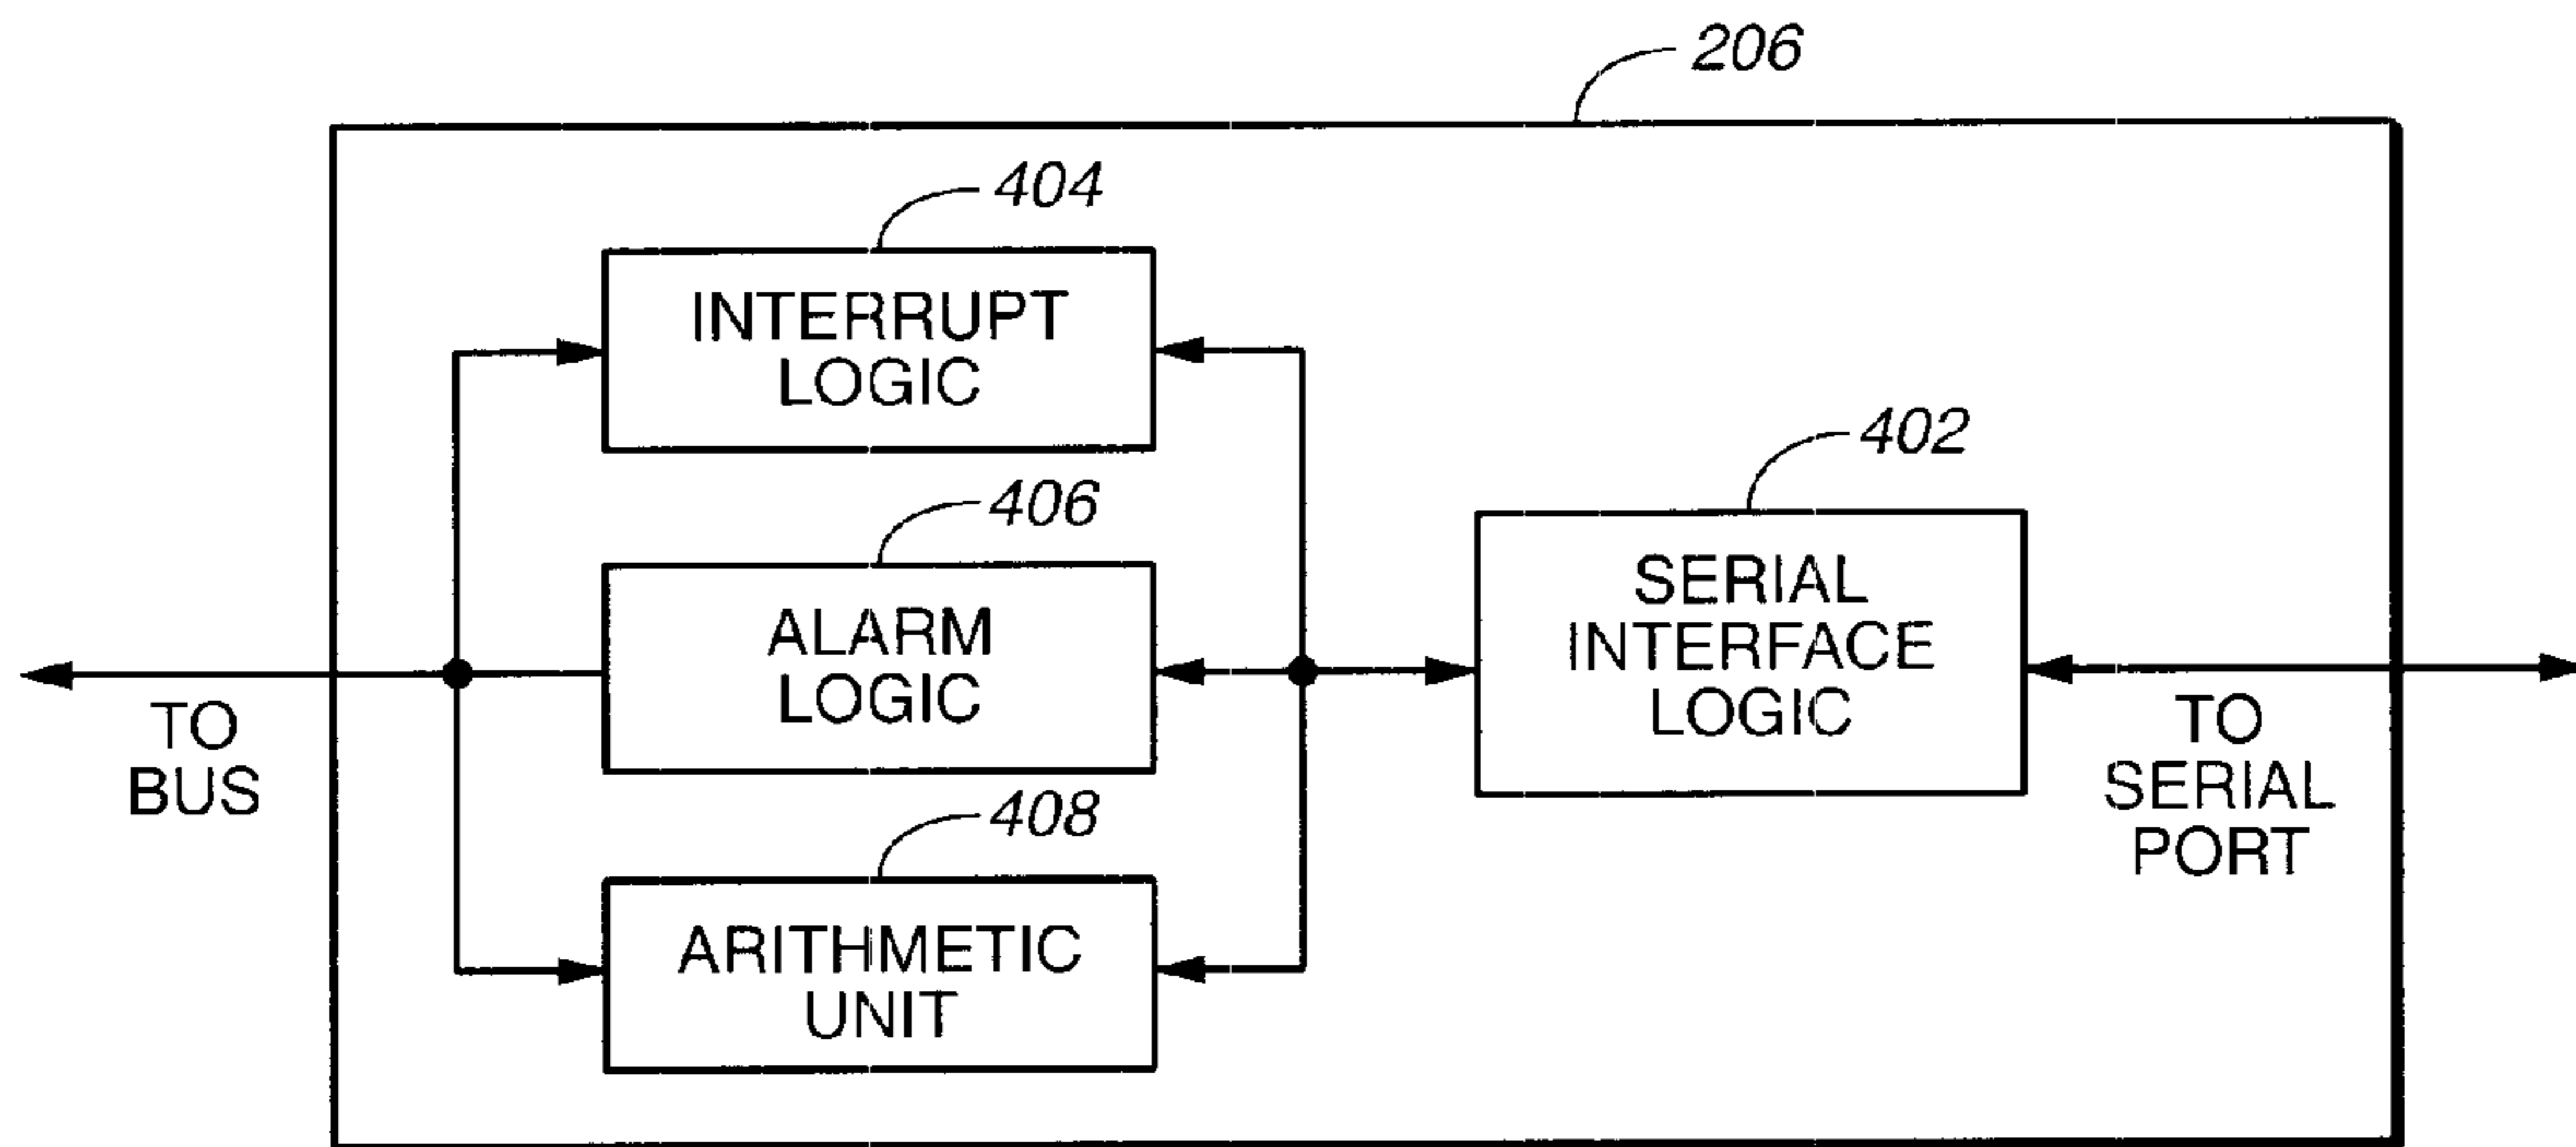 206
404
INTERRUPT
LOGIC
406
ALARM
LOGIC
408
ARITHMETIC
UNIT
402
SERIAL
INTERFACE
LOGIC
TO
BUS
TO
SERIAL
PORT